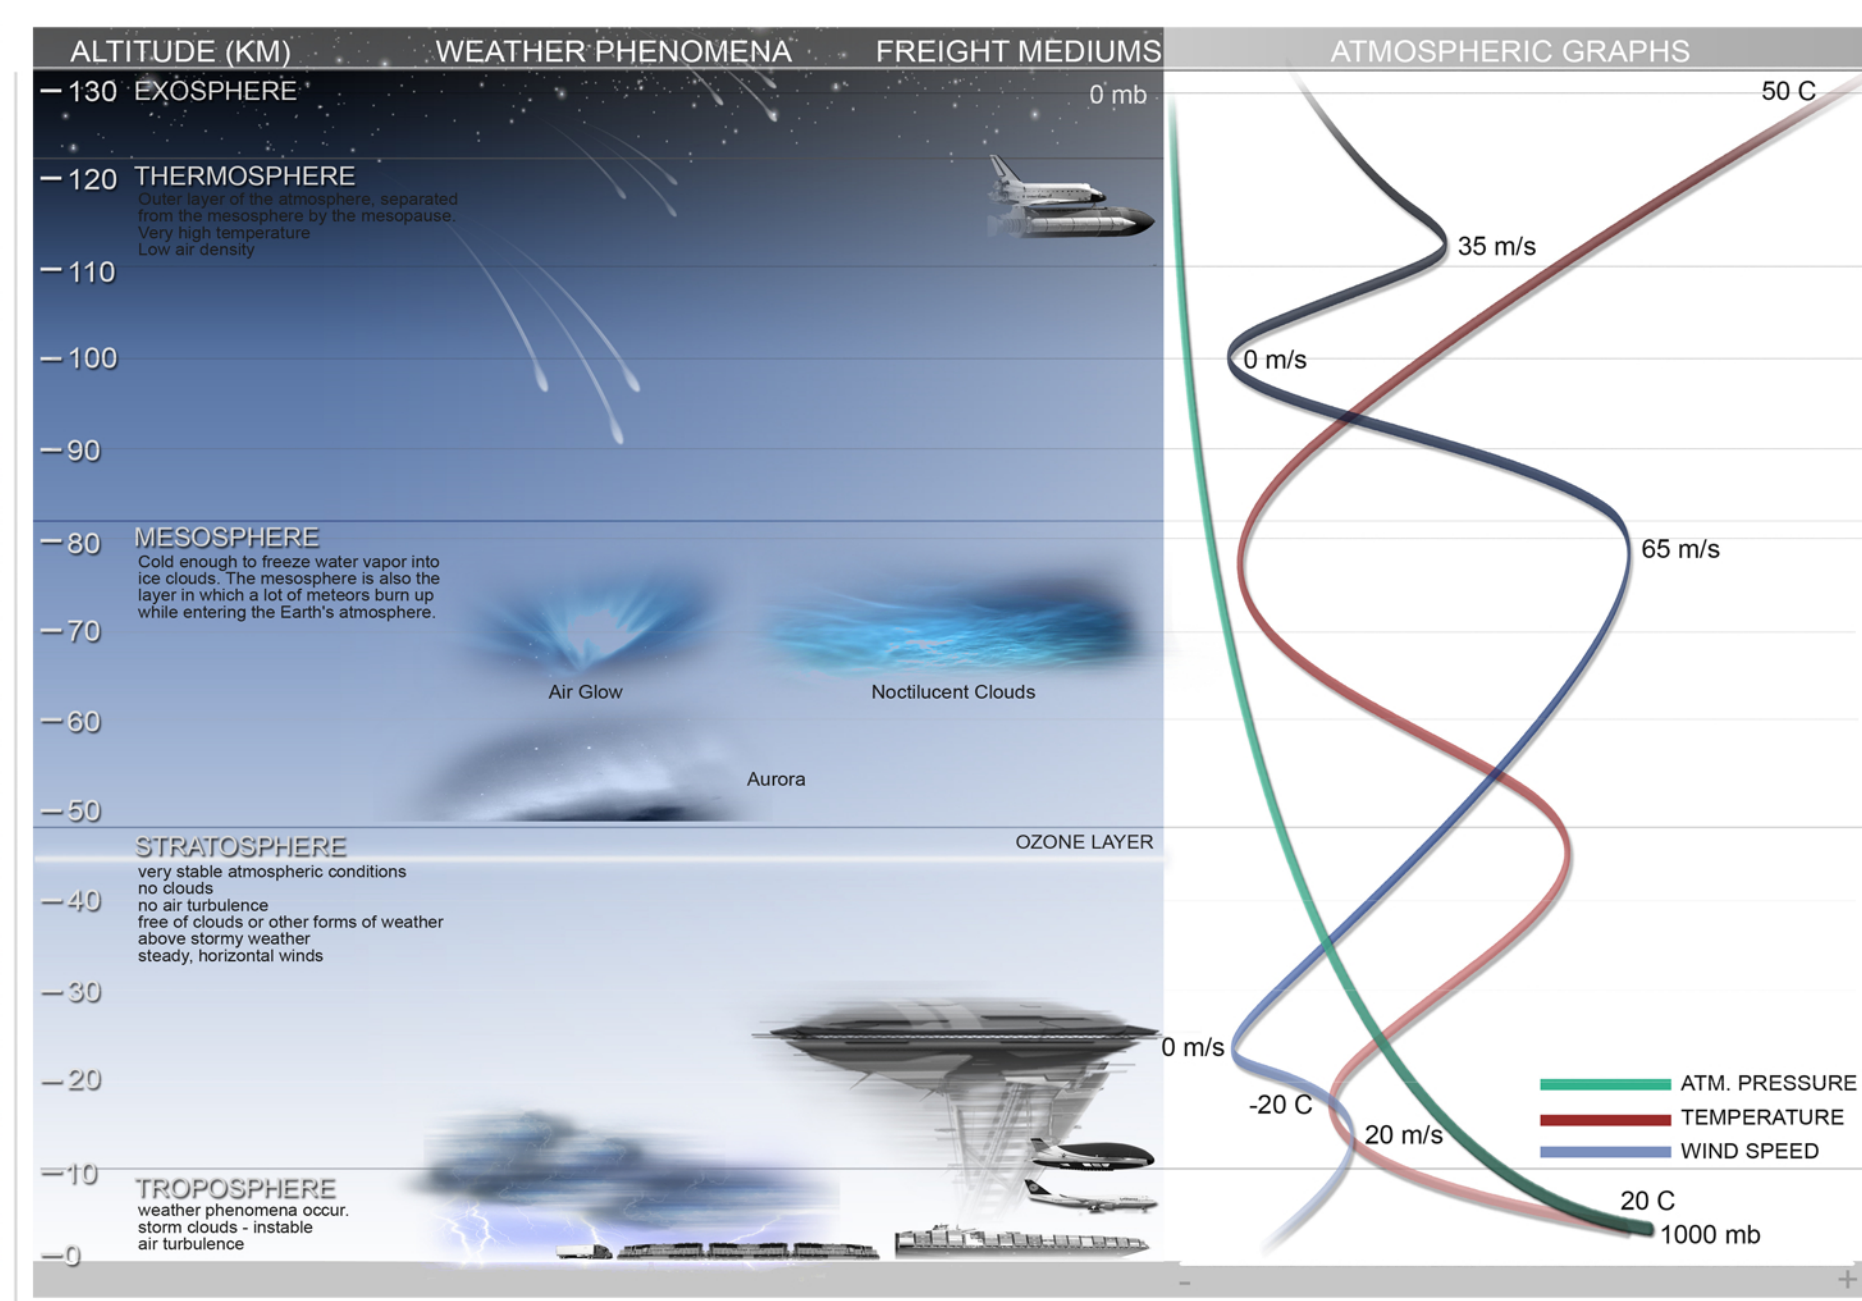 ALTITUDE (KM)
WEATHER PHENOMENA
FREIGHT MEDIUMS
ATMOSPHERIC GRAPHS
130
EXOSPHERE
0 mb
50 C
120
THERMOSPHERE
Outer layer of the atmosphere, separated
from the mesosphere by the mesopause.
Very high temperature
Low air density
35 m/s
110
100
0 m/s
90
80
MESOSPHERE
Cold enough to freeze water vapor into
ice clouds. The mesosphere is also the
layer in which a lot of meteors burn up
while entering the Earth's atmosphere.
65 m/s
70
Air Glow
Noctilucent Clouds
60
Aurora
50
STRATOSPHERE
OZONE LAYER
very stable atmospheric conditions
no clouds
no air turbulence
free of clouds or other forms of weather
above stormy weather
steady, horizontal winds
40
30
0 m/s
20
-20 C
20 m/s
ATM. PRESSURE
TEMPERATURE
WIND SPEED
10
TROPOSPHERE
weather phenomena occur.
storm clouds - instable
air turbulence
20 C
1000 mb
0
-
+